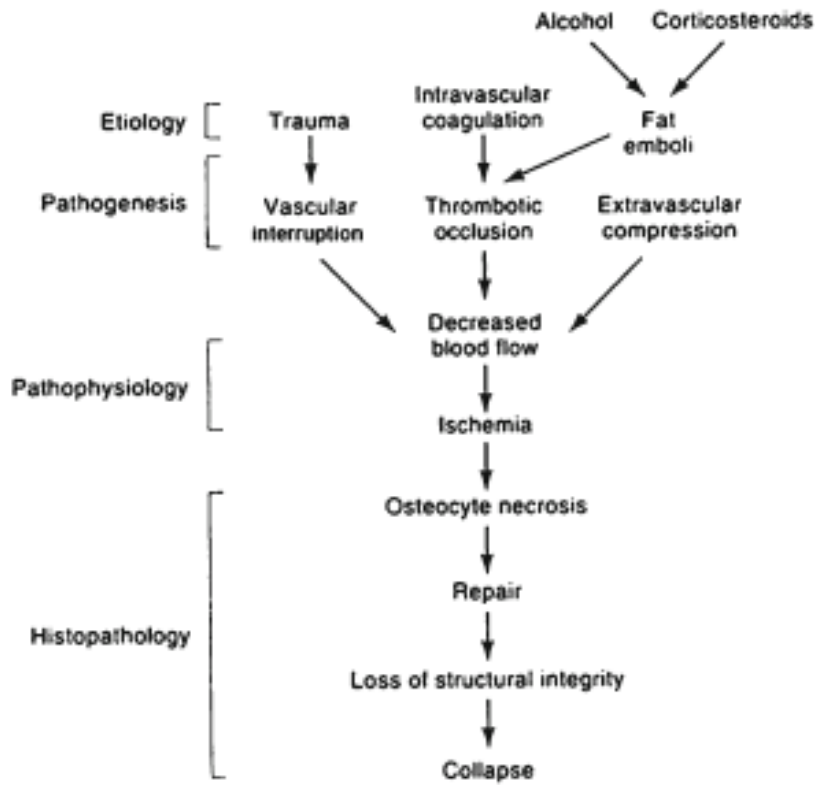 Alcohol Corticosteroids
Etiology
Trauma
Intravascular
coagulation
Fat
emboli
Pathogenesis
Vascular
interruption
Thrombotic
occlusion
Extravascular
compression
Decreased
blood flow
Pathophysiology
Ischemia
Osteocyte necrosis
Repair
Histopathology
Loss of structural integrity
Collapse